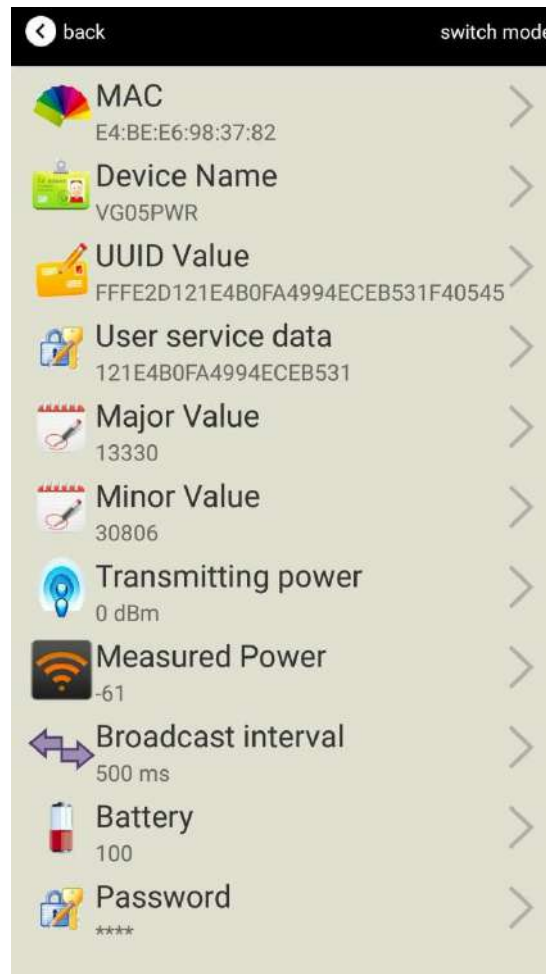 back switch mode
MAC
E4:BE:E6:98:37:82
Device Name
VG05PWR
UUID Value
FFFE2D121E4B0FA4994ECEB531F40545
User service data
121E4B0FA4994ECEB531
Major Value
13330
Minor Value
30806
Transmitting power
0 dBm
Measured Power
-61
Broadcast interval
500 ms
Battery
100
Password
****